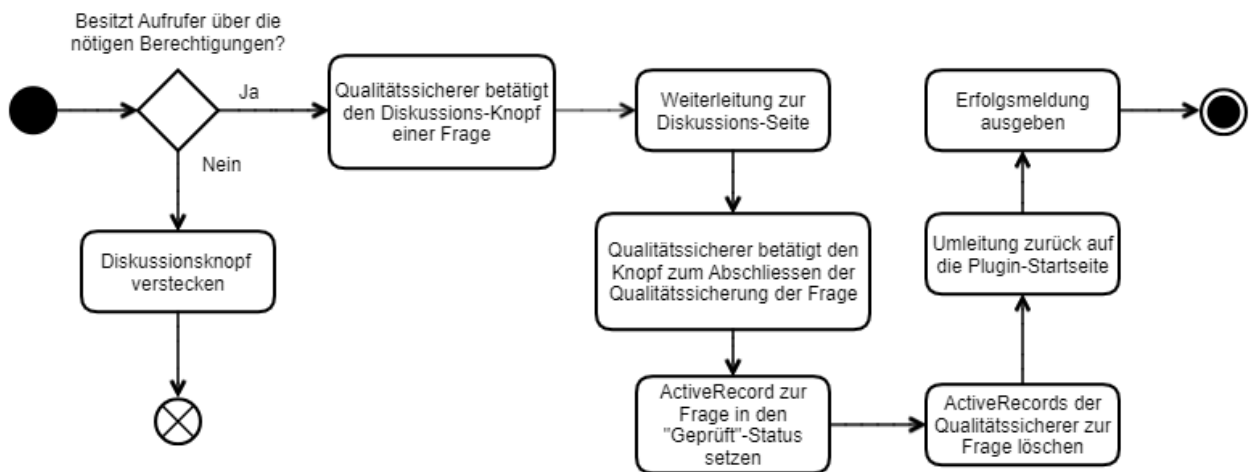 Besitzt Aufrufer über die
nötigen Berechtigungen?
Ja
Qualitätssicherer betätigt
den Diskussions-Knopf
einer Frage
Weiterleitung zur
Diskussions-Seite
Erfolgsmeldung
ausgeben
Nein
Diskussionsknopf
verstecken
Qualitätssicherer betätigt den
Knopf zum Abschliessen der
Qualitätssicherung der Frage
Umleitung zurück auf
die Plugin-Startseite
ActiveRecord zur
Frage in den
"Geprüft"-Status
setzen
ActiveRecords der
Qualitätssicherer zur
Frage löschen